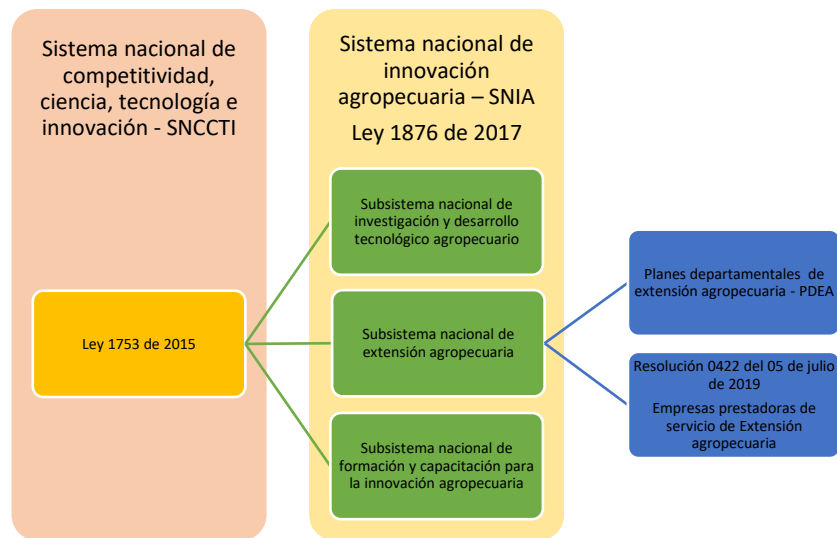 Sistema nacional de
competitividad,
ciencia, tecnología e
innovación - SNCCTI
Ley 1753 de 2015
Sistema nacional de
innovación
agropecuaria – SNIA
Ley 1876 de 2017
Subsistema nacional de
investigación y desarrollo
tecnológico agropecuario
Subsistema nacional de
extensión agropecuaria
Subsistema nacional de
formación y capacitación para
la innovación agropecuaria
Planes departamentales de
extensión agropecuaria - PDEA
Resolución 0422 del 05 de julio
de 2019
Empresas prestadoras de
servicio de Extensión
agropecuaria